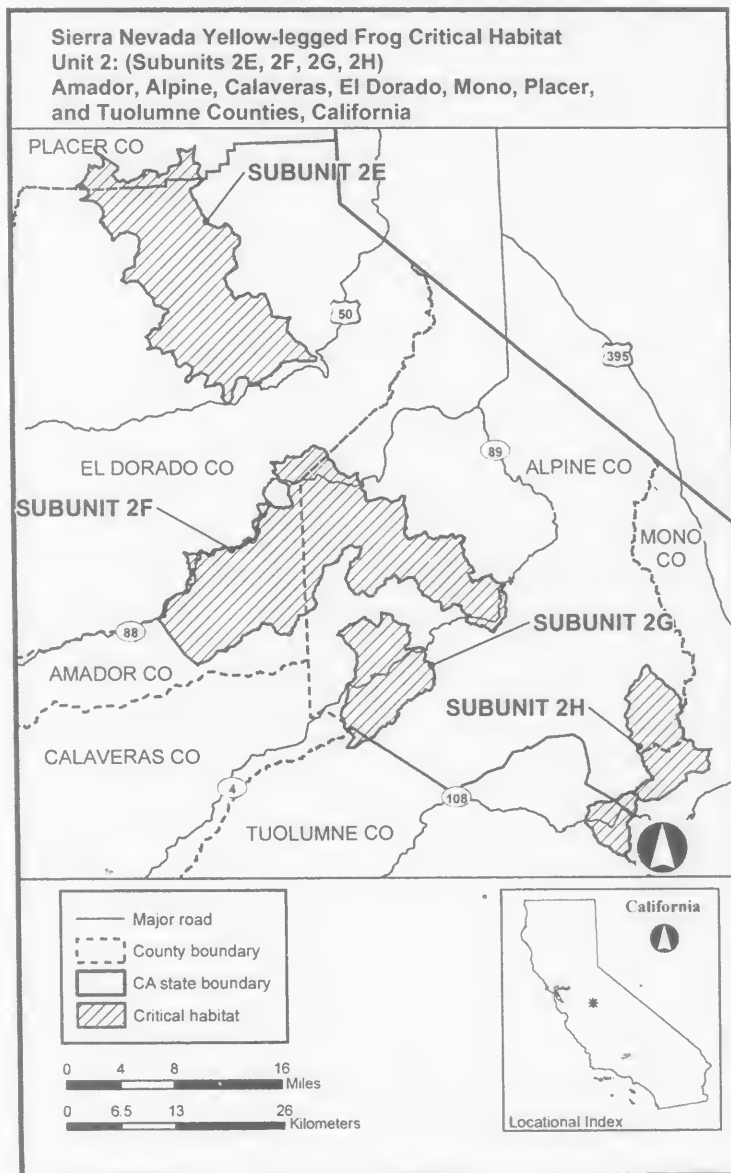 Sierra Nevada Yellow-legged Frog Critical Habitat
Unit 2: (Subunits 2E, 2F, 2G, 2H)
Amador, Alpine, Calaveras, El Dorado, Mono, Placer,
and Tuolumne Counties, California
PLACER CO
SUBUNIT 2E
50
395
EL DORADO CO
89
ALPINE CO
SUBUNIT 2F
MONO
CO
88
SUBUNIT 2G
AMADOR CO
SUBUNIT 2H
CALAVERAS CO
4
108
TUOLUMNE CO
Major road
County boundary
CA state boundary
Critical habitat
California
0 4 8 16
Miles
0 6.5 13 26
Kilometers
Locational Index